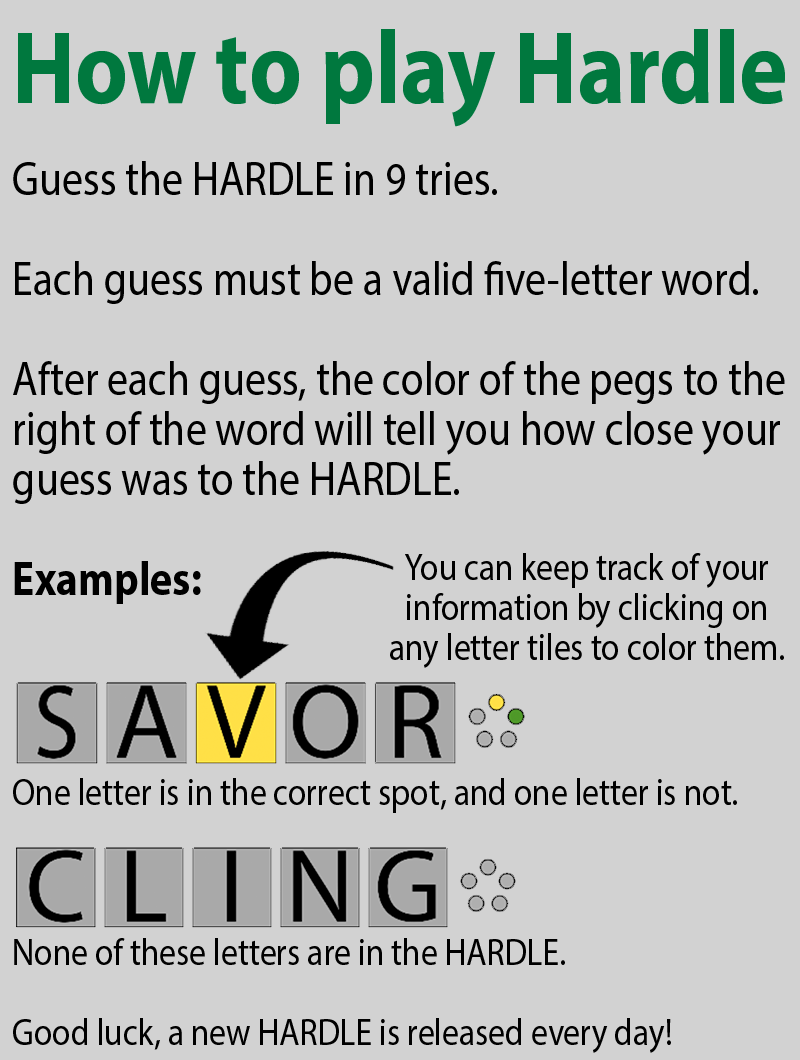 How to play Hardle
Guess the HARDLE in 9 tries.
Each guess must be a valid five-letter word.
After each guess, the color of the pegs to the
right of the word will tell you how close your
guess was to the HARDLE.
Examples:
You can keep track of your
information by clicking on
any letter tiles to color them.
SAVOR
One letter is in the correct spot, and one letter is not.
CLING
None of these letters are in the HARDLE.
Good luck, a new HARDLE is released every day!